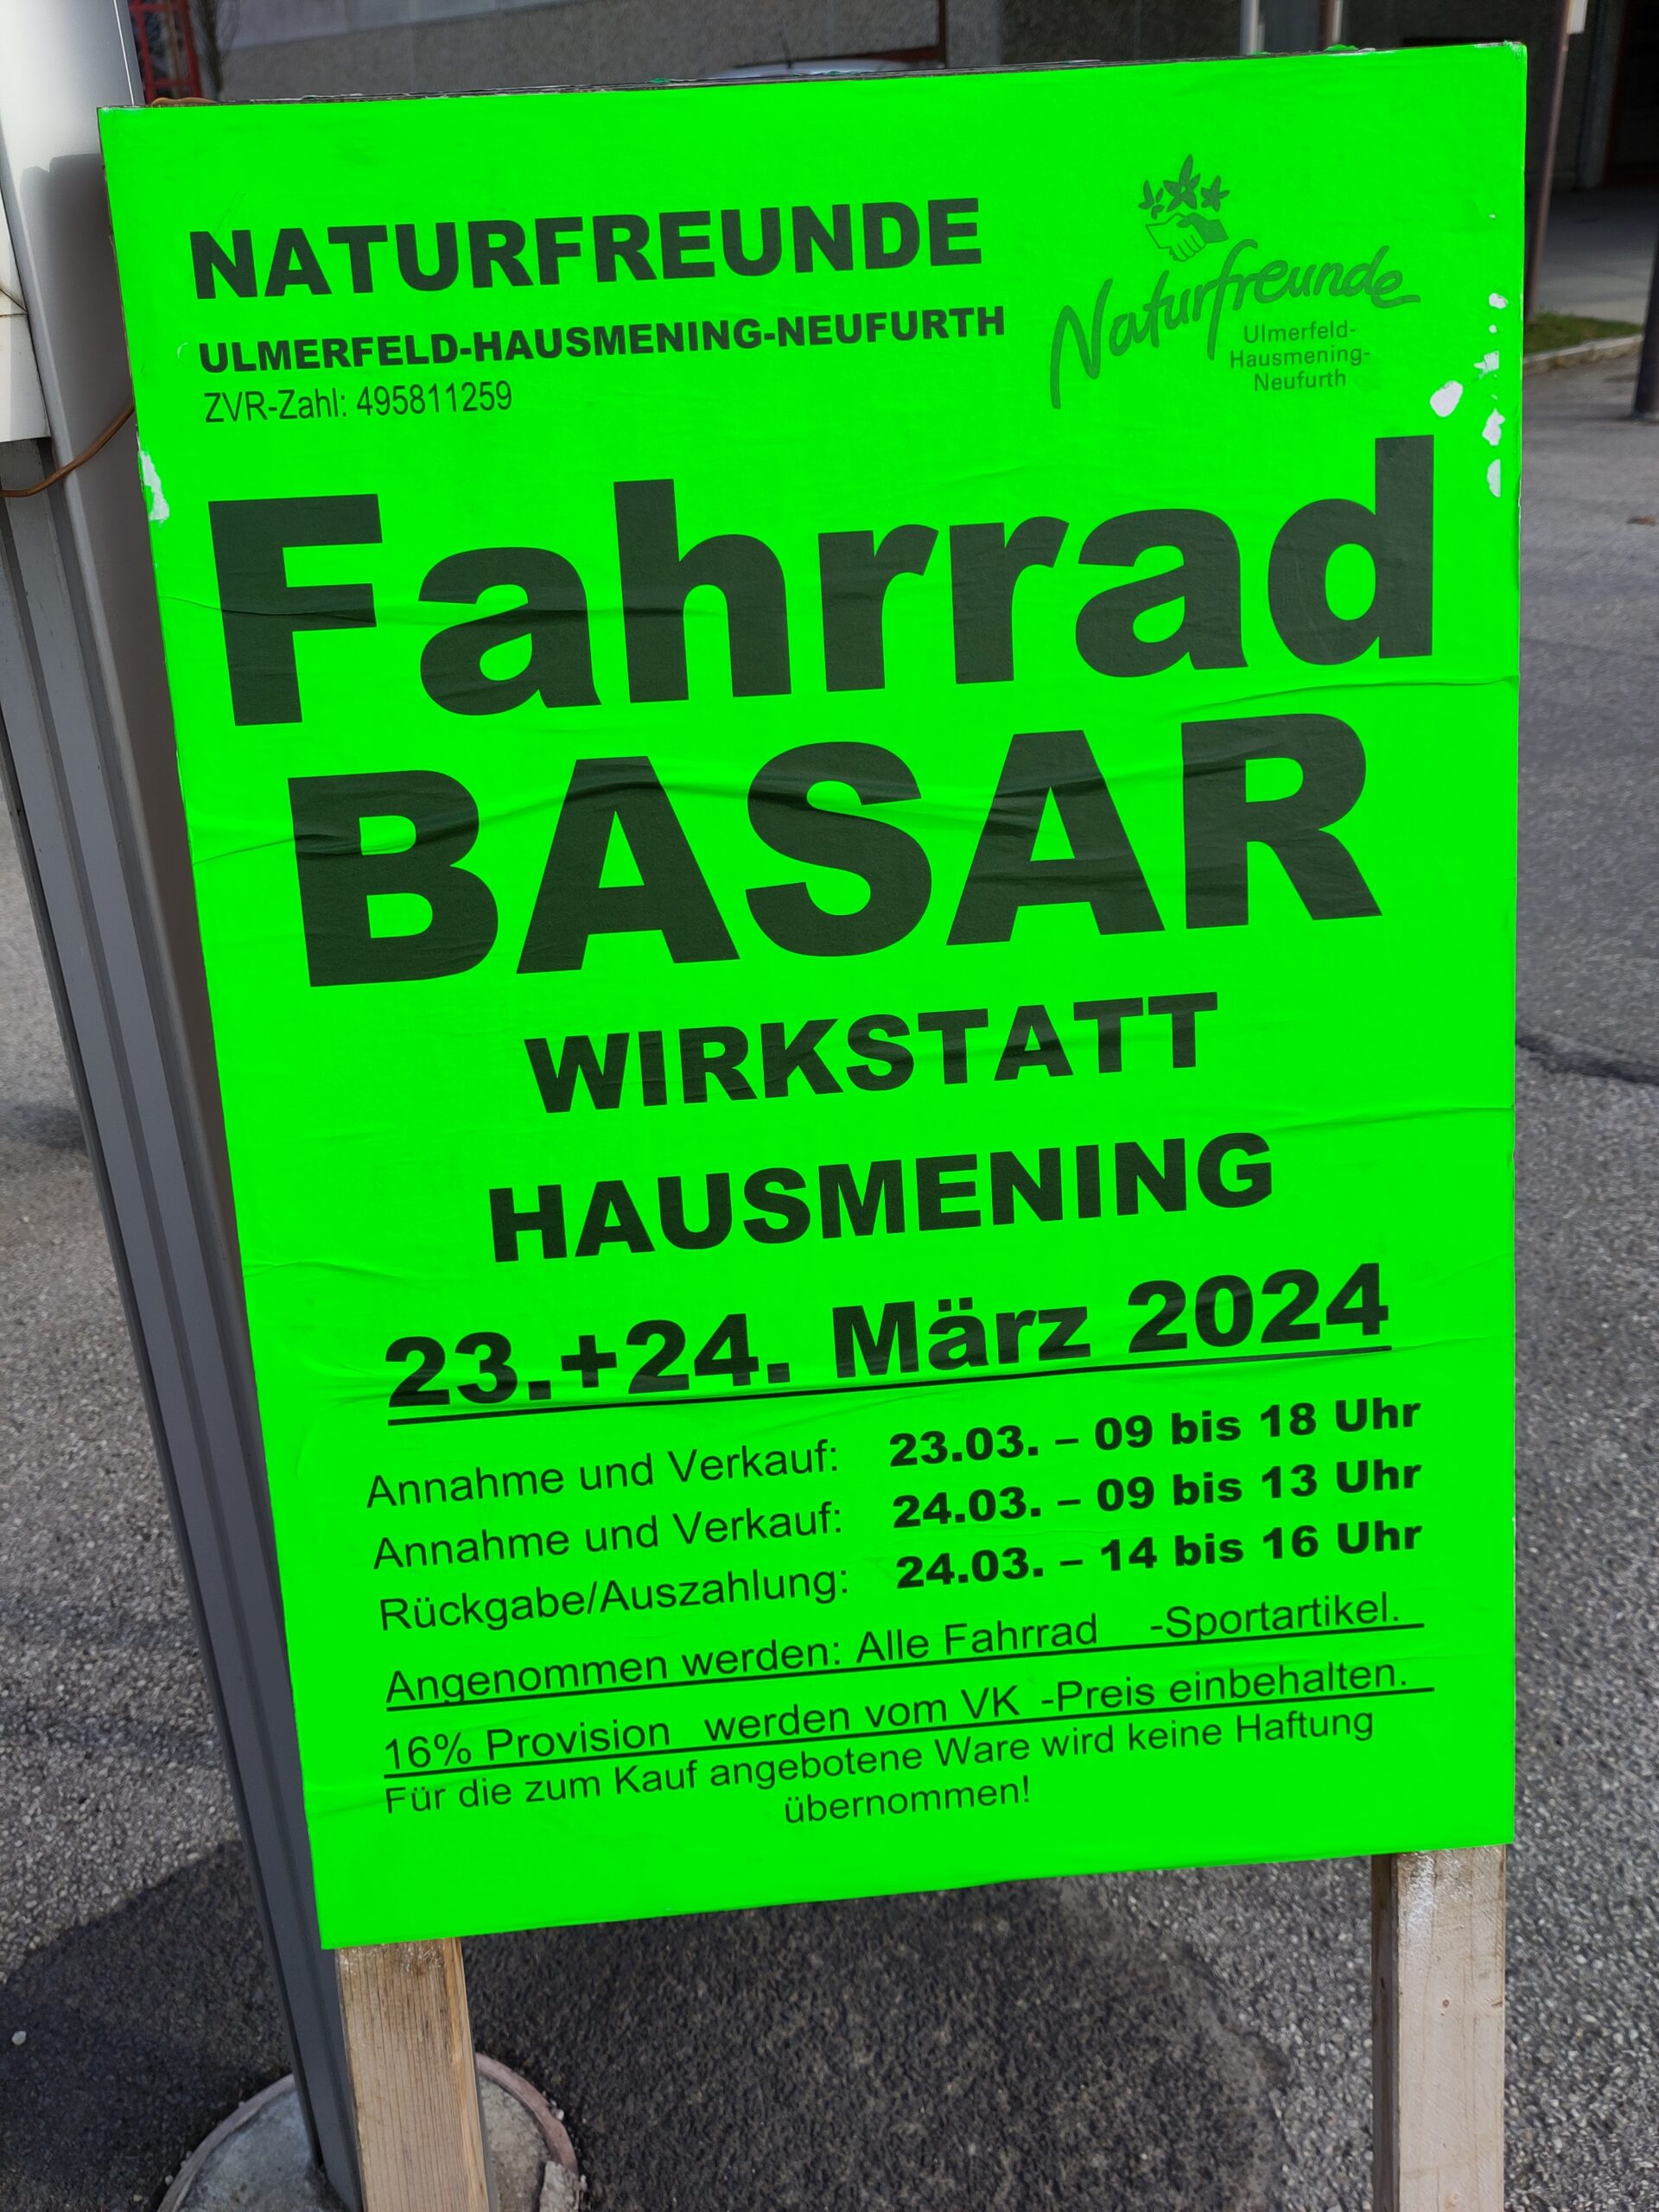 NATURFREUNDE
ULMERFELD-HAUSMENING-NEUFURTH
ZVR-Zahl: 495811259
Naturfreunde
Ulmerfeld-
Hausmening-
Neufurth
Fahrrad
BASAR
WIRKSTATT
HAUSMENING
23.+24. März 2024
Annahme und Verkauf: 23.03. – 09 bis 18 Uhr
Annahme und Verkauf: 24.03. – 09 bis 13 Uhr
Rückgabe/Auszahlung: 24.03. – 14 bis 16 Uhr
Angenommen werden: Alle Fahrrad -Sportartikel.
16% Provision werden vom VK -Preis einbehalten.
Für die zum Kauf angebotene Ware wird keine Haftung
übernommen!